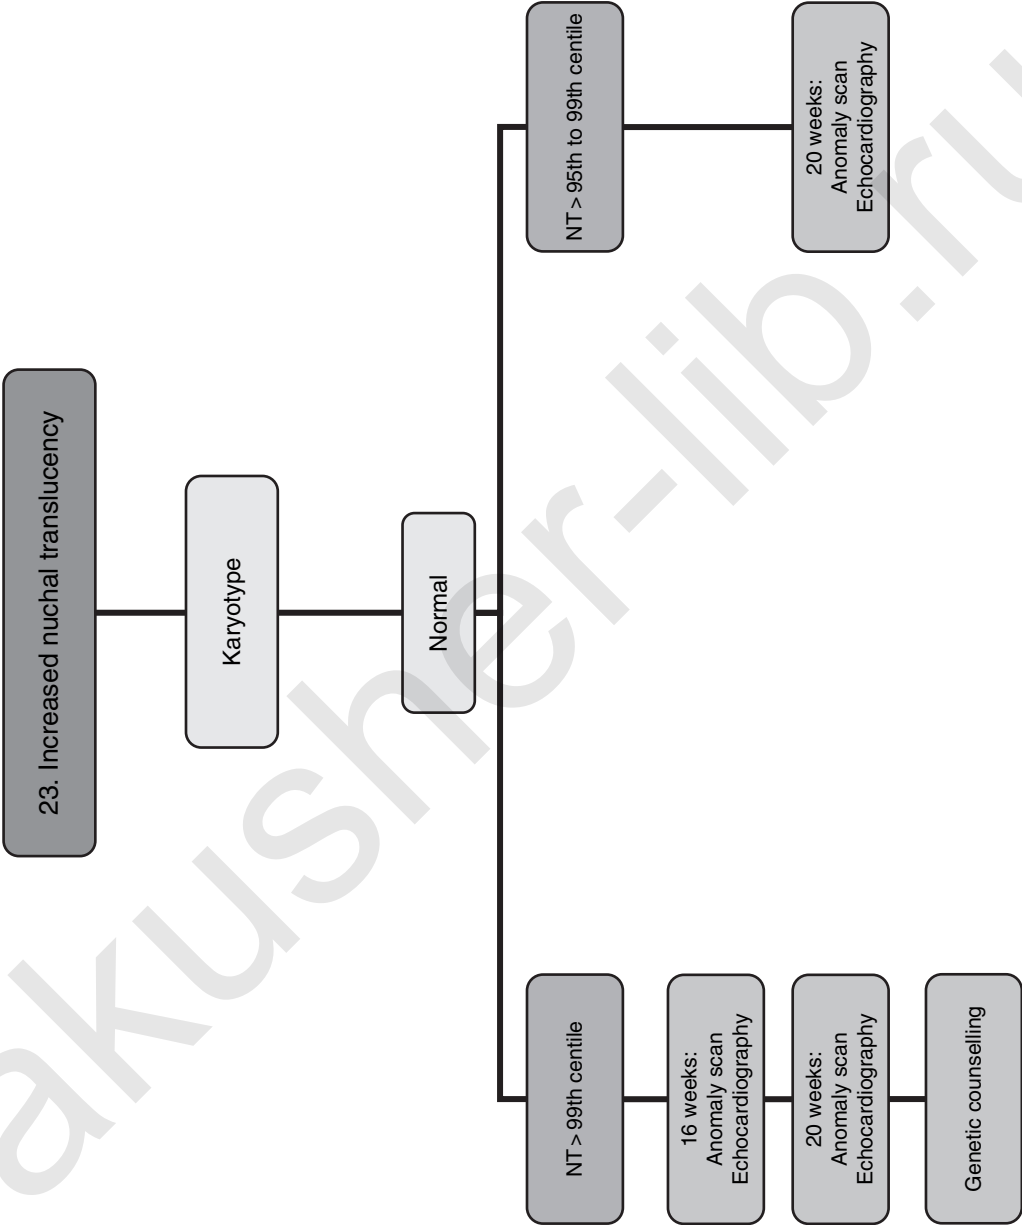 23. Increased nuchal translucency
Karyotype
Normal
NT > 99th centile
16 weeks:
Anomaly scan
Echocardiography
20 weeks:
Anomaly scan
Echocardiography
Genetic counselling
NT > 95th to 99th centile
20 weeks:
Anomaly scan
Echocardiography
akusher-lib.ru